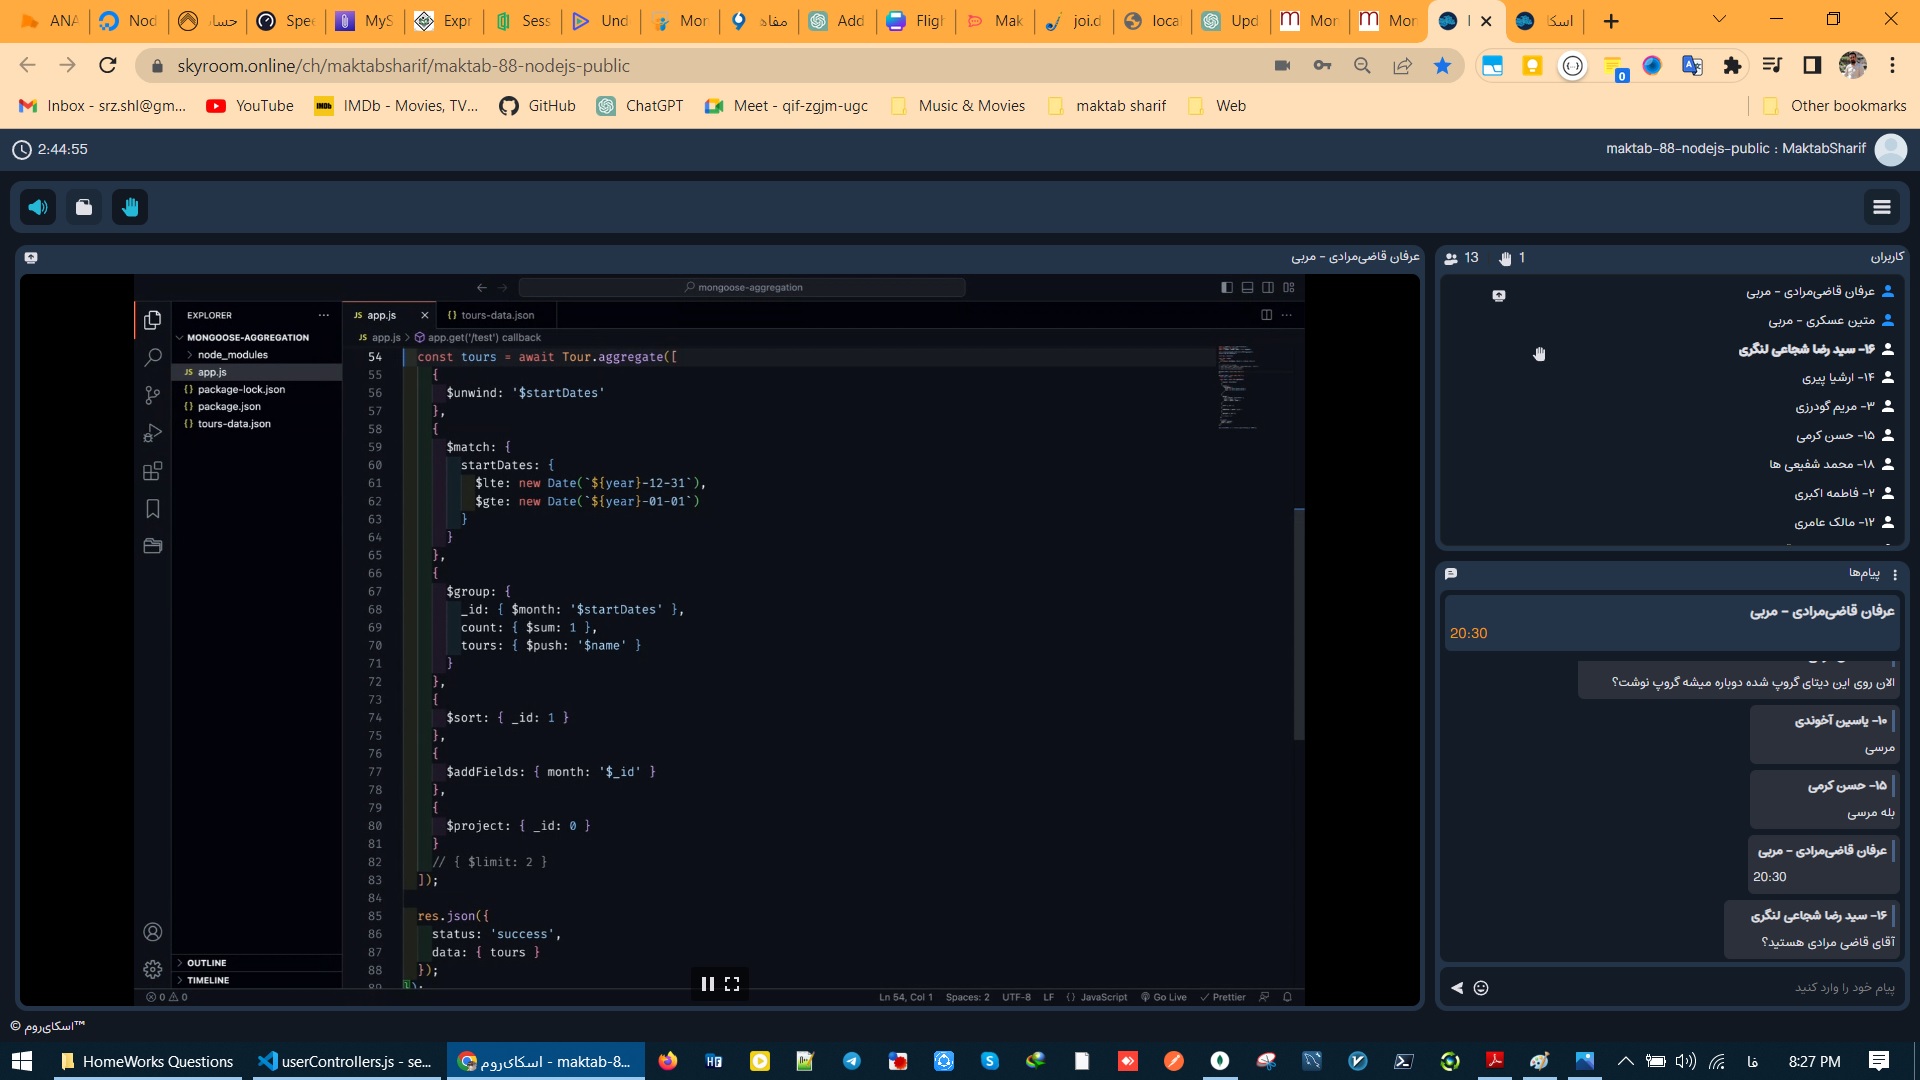 ANA
Nod
حساب
Spee
MyS
Expr
Sess
Und
Mon
مفاد
Add
Fligh
Mak
joi.d
local
Upd
Mon
Mon
اسکا
skyroom.online/ch/maktabsharif/maktab-88-nodejs-public
0
Inbox - srz.shl@gm...
YouTube
IMDb - Movies, TV...
GitHub
ChatGPT
Meet - qif-zgjm-ugc
Music & Movies
maktab sharif
Web
Other bookmarks
2:44:55
maktab-88-nodejs-public : MaktabSharif
عرفان قاضی‌مرادی - مربی
mongoose-aggregation
EXPLORER
MONGOOSE-AGGREGATION
node_modules
app.js
package-lock.json
package.json
tours-data.json
OUTLINE
TIMELINE
JS app.js
{} tours-data.json
JS app.js > app.get('/test') callback
54 const tours = await Tour.aggregate([
55 {
56 $unwind: '$startDates'
57 },
58 {
59 $match: {
60 startDates: {
61 $lte: new Date(`${year}-12-31`),
62 $gte: new Date(`${year}-01-01`)
63 }
64 }
65 },
66 {
67 $group: {
68 _id: { $month: '$startDates' },
69 count: { $sum: 1 },
70 tours: { $push: '$name' }
71 }
72 },
73 {
74 $sort: { _id: 1 }
75 },
76 {
77 $addFields: { month: '$_id' }
78 },
79 {
80 $project: { _id: 0 }
81 }
82 // { $limit: 2 }
83 ]);
84
85 res.json({
86 status: 'success',
87 data: { tours }
88 });
89 });
0 0
Ln 54, Col 1
Spaces: 2
UTF-8
LF
{} JavaScript
Go Live
Prettier
کاربران
1
13
عرفان قاضی‌مرادی - مربی
متین عسکری - مربی
۱۶- سید رضا شجاعی لنگری
۱۴- ارشیا پیری
۳- مریم گودرزی
۱۵- حسن کرمی
۱۸- محمد شفیعی ها
۲- فاطمه اکبری
۱۲- مالک عامری
پیام‌ها
عرفان قاضی‌مرادی - مربی
20:30
الان روی این دیتای گروپ شده دوباره میشه گروپ نوشت؟
۱۰- یاسین آخوندی
مرسی
۱۵- حسن کرمی
بله مرسی
عرفان قاضی‌مرادی - مربی
20:30
۱۶- سید رضا شجاعی لنگری
آقای قاضی مرادی هستید؟
پیام خود را وارد کنید
© اسکای‌روم™
HomeWorks Questions
userControllers.js - se...
اسکای‌روم - maktab-8...
فا
8:27 PM